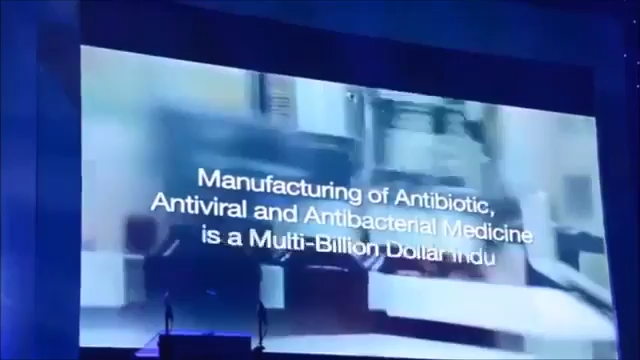 Manufacturing of Antibiotic,
Antiviral and Antibacterial Medicine
is a Multi-Billion Dollar Indu